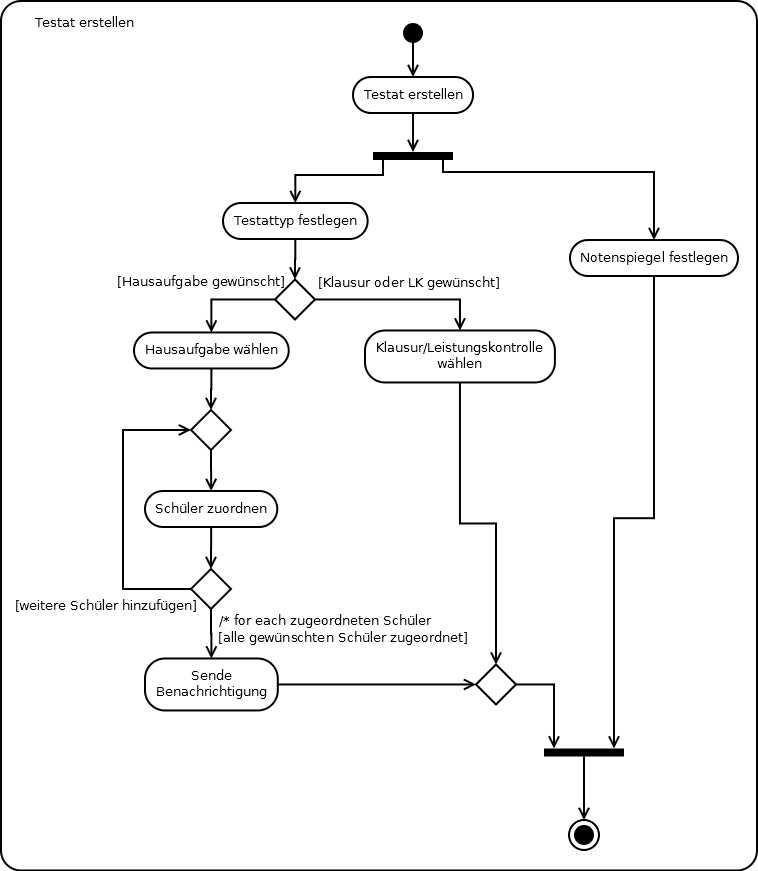 Testat erstellen
Testat erstellen
Testattyp festlegen
Notenspiegel festlegen
[Hausaufgabe gewünscht]
[Klausur oder LK gewünscht]
Hausaufgabe wählen
Klausur/Leistungskontrolle
wählen
Schüler zuordnen
[weitere Schüler hinzufügen]
/* for each zugeordneten Schüler
[alle gewünschten Schüler zugeordnet]
Sende
Benachrichtigung